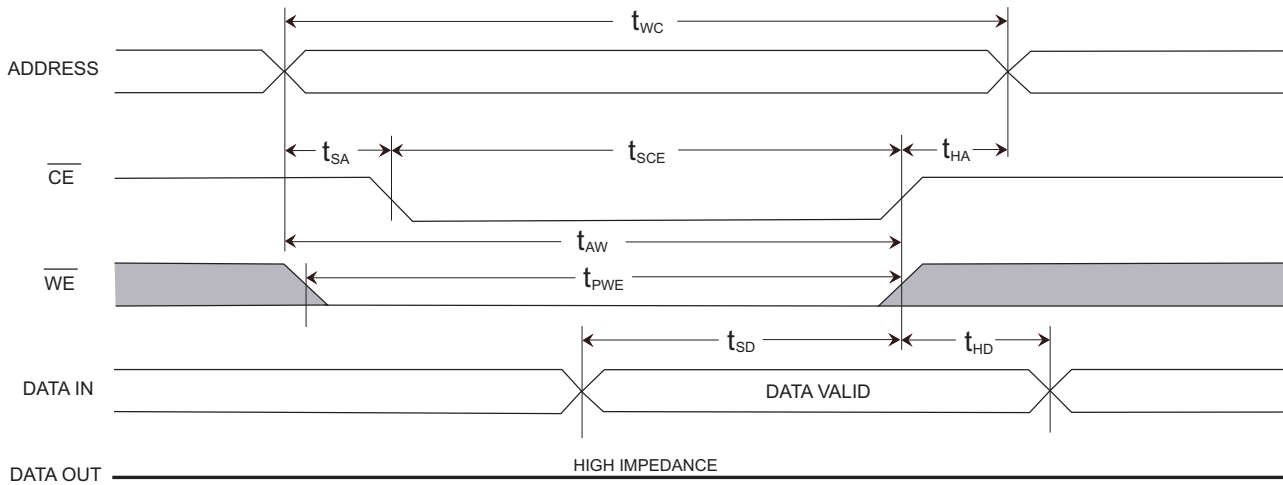 tWC
ADDRESS
tSA
tSCE
tHA
CE
tAW
WE
tPWE
tSD
tHD
DATA IN
DATA VALID
HIGH IMPEDANCE
DATA OUT